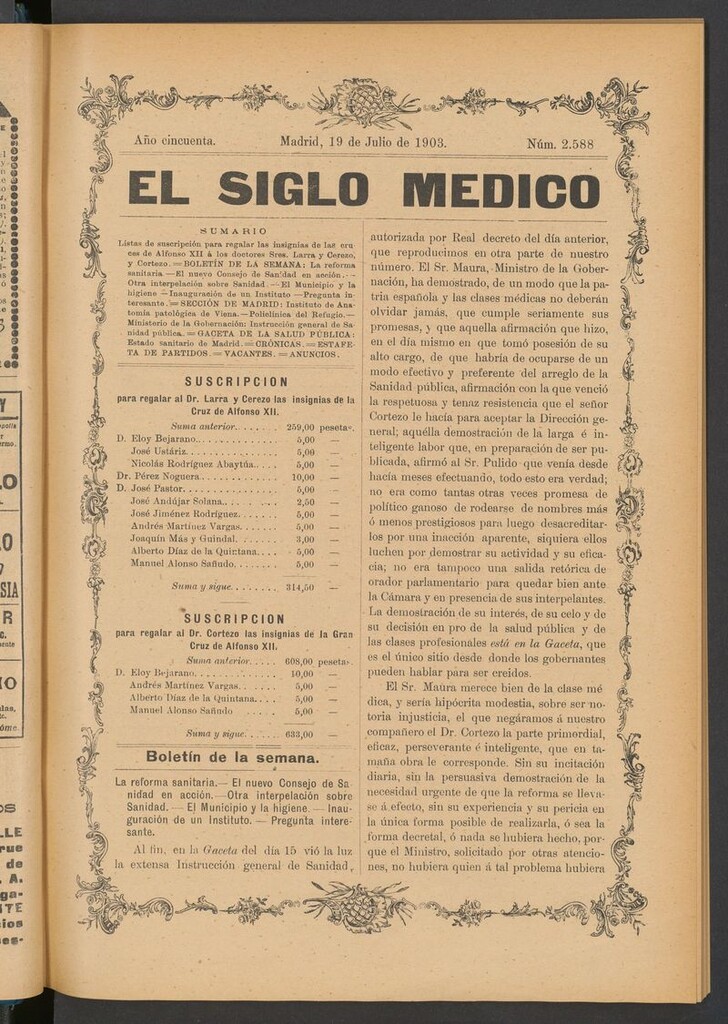 Año cincuenta. Madrid, 19 de Julio de 1903. Núm. 2.588
EL SIGLO MEDICO
SUMARIO
Listas de suscripción para regalar las insignias de las cru
ces de Alfonso XII á los doctores Sres. Larra y Cerezo,
y Cortezo.=BOLETÍN DE LA SEMANA: La reforma
sanitaria.—El nuevo Consejo de Sanidad en acción.—
Otra interpelación sobre Sanidad.—El Municipio y la
higiene—Inauguración de un Instituto—Pregunta in-
teresante.=SECCIÓN DE MADRID: Instituto de Ana-
tomía patológica de Viena.—Policlínica del Refugio.—
Ministerio de la Gobernación: Instrucción general de Sa-
nidad pública.=GACETA DE LA SALUD PÚBLICA:
Estado sanitario de Madrid.=CRÓNICAS.=ESTAFE-
TA DE PARTIDOS.=VACANTES.=ANUNCIOS.
SUSCRIPCION
para regalar al Dr. Larra y Cerezo las insignias de la
Cruz de Alfonso XII.
Suma anterior....... 259,00 pesetas.
D. Eloy Bejarano.............. 5,00 —
José Ustáriz............... 5,00 —
Nicolás Rodríguez Abaytúa.... 5,00 —
Dr. Pérez Noguera............ 10,00 —
D. José Pastor................ 5,00 —
José Andújar Solana.......... 2,50 —
José Jiménez Rodríguez....... 5,00 —
Andrés Martínez Vargas....... 5,00 —
Joaquín Más y Guindal........ 3,00 —
Alberto Díaz de la Quintana.... 5,00 —
Manuel Alonso Sañudo........ 5,00 —
Suma y sigue........ 314,50 —
SUSCRIPCION
para regalar al Dr. Cortezo las insignias de la Gran
Cruz de Alfonso XII.
Suma anterior....... 608,00 pesetas.
D. Eloy Bejarano.............. 10,00 —
Andrés Martínez Vargas....... 5,00 —
Alberto Díaz de la Quintana.... 5,00 —
Manuel Alonso Sañudo ...... 5,00 —
Suma y sigue........ 633,00 —
Boletín de la semana.
La reforma sanitaria.— El nuevo Consejo de Sa
nidad en acción.—Otra interpelación sobre
Sanidad. — El Municipio y la higiene.—Inau-
guración de un Instituto. — Pregunta intere-
sante.
Al fin, en la Gaceta del día 15 vió la luz
la extensa Instrucción general de Sanidad,
autorizada por Real decreto del día anterior,
que reproducimos en otra parte de nuestro
número. El Sr. Maura, Ministro de la Gober-
nación, ha demostrado, de un modo que la pa-
tria española y las clases médicas no deberán
olvidar jamás, que cumple seriamente sus
promesas, y que aquella afirmación que hizo,
en el día mismo en que tomó posesión de su
alto cargo, de que habría de ocuparse de un
modo efectivo y preferente del arreglo de la
Sanidad pública, afirmación con la que venció
la respetuosa y tenaz resistencia que el señor
Cortezo le hacía para aceptar la Dirección ge-
neral; aquélla demostración de la larga é in-
teligente labor que, en preparación de ser pu-
blicada, afirmó al Sr. Pulido que venía desde
hacía meses efectuando, todo esto era verdad;
no era como tantas otras veces promesa de
político ganoso de rodearse de nombres más
ó menos prestigiosos para luego desacreditar-
los por una inacción aparente, siquiera ellos
luchen por demostrar su actividad y su efica-
cia; no era tampoco una salida retórica de
orador parlamentario para quedar bien ante
la Cámara y en presencia de sus interpelantes.
La demostración de su interés, de su celo y de
su decisión en pro de la salud pública y de
las clases profesionales está en la Gaceta, que
es el único sitio desde donde los gobernantes
pueden hablar para ser creídos.
El Sr. Maura merece bien de la clase mé
dica, y sería hipócrita modestia, sobre ser no-
toria injusticia, el que negáramos á nuestro
compañero el Dr. Cortezo la parte primordial,
eficaz, perseverante é inteligente, que en ta-
maña obra le corresponde. Sin su incitación
diaria, sin la persuasiva demostración de la
necesidad urgente de que la reforma se lleva-
se á efecto, sin su experiencia y su pericia en
la única forma posible de realizarla, ó sea la
forma decretal, ó nada se hubiera hecho, por-
que el Ministro, solicitado por otras atencio-
nes, no hubiera quien á tal problema hubiera